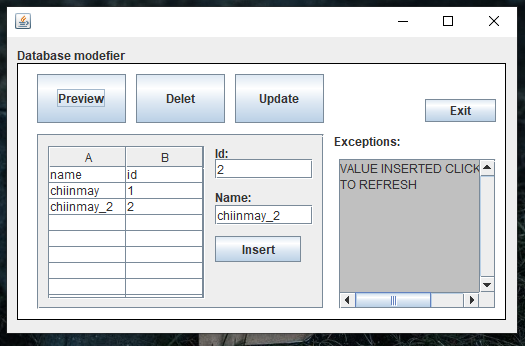 Database modefier
Preview Delet Update
Exit
A B
name id
chiinmay 1
chiinmay_2 2
Id:
2
Name:
chiinmay_2
Insert
Exceptions:
VALUE INSERTED CLICK
TO REFRESH